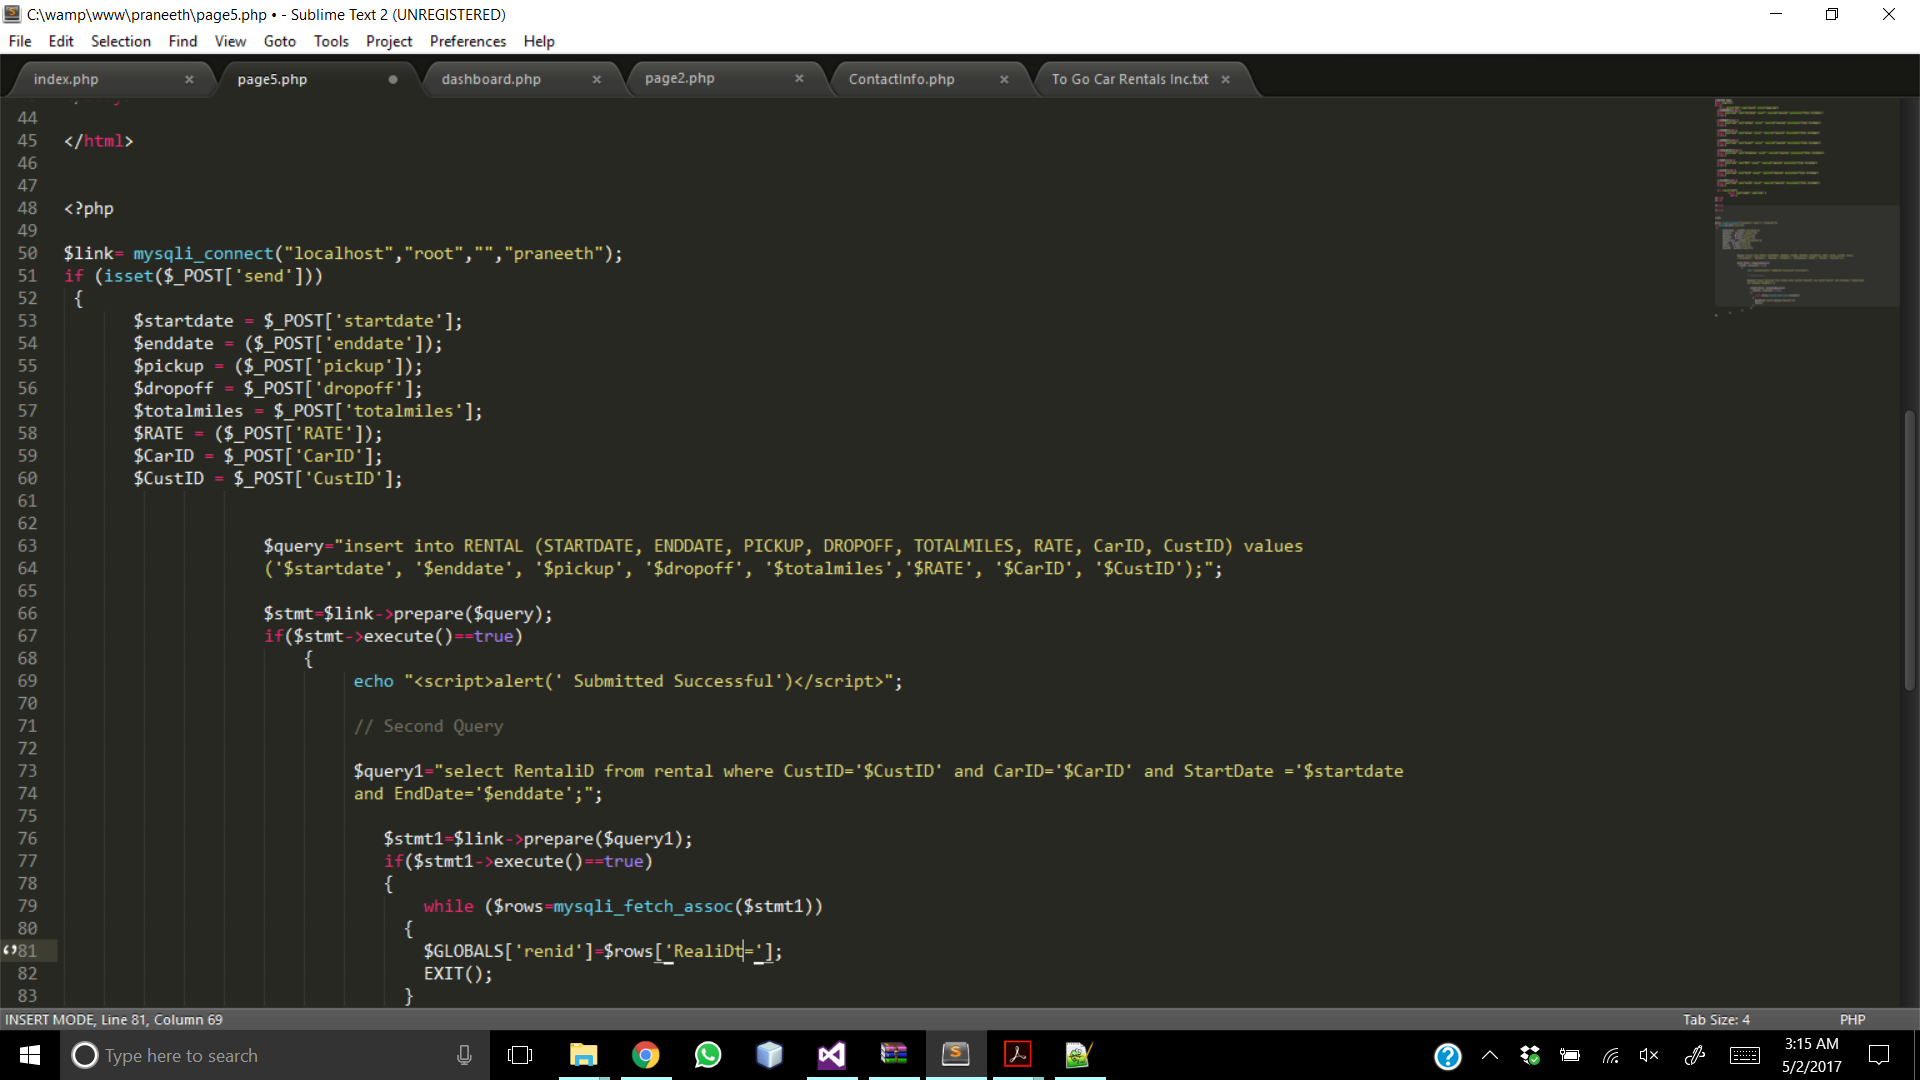 C:\wamp\www\praneeth\page5.php • - Sublime Text 2 (UNREGISTERED)
File Edit Selection Find View Goto Tools Project Preferences Help
index.php × page5.php dashboard.php × page2.php × ContactInfo.php × To Go Car Rentals Inc.txt ×
44
45 </html>
46
47
48 <?php
49
50 $link= mysqli_connect("localhost","root","","praneeth");
51 if (isset($_POST['send']))
52 {
53 $startdate = $_POST['startdate'];
54 $enddate = ($_POST['enddate']);
55 $pickup = ($_POST['pickup']);
56 $dropoff = $_POST['dropoff'];
57 $totalmiles = $_POST['totalmiles'];
58 $RATE = ($_POST['RATE']);
59 $CarID = $_POST['CarID'];
60 $CustID = $_POST['CustID'];
61
62
63 $query="insert into RENTAL (STARTDATE, ENDDATE, PICKUP, DROPOFF, TOTALMILES, RATE, CarID, CustID) values
64 ('$startdate', '$enddate', '$pickup', '$dropoff', '$totalmiles','$RATE', '$CarID', '$CustID');";
65
66 $stmt=$link->prepare($query);
67 if($stmt->execute()==true)
68 {
69 echo "<script>alert(' Submitted Successful')</script>";
70
71 // Second Query
72
73 $query1="select RentaliD from rental where CustID='$CustID' and CarID='$CarID' and StartDate ='$startdate
74 and EndDate='$enddate';";
75
76 $stmt1=$link->prepare($query1);
77 if($stmt1->execute()==true)
78 {
79 while ($rows=mysqli_fetch_assoc($stmt1))
80 {
81 $GLOBALS['renid']=$rows['RealiDt='];
82 EXIT();
83 }
INSERT MODE, Line 81, Column 69 Tab Size: 4 PHP
Type here to search
3:15 AM
5/2/2017